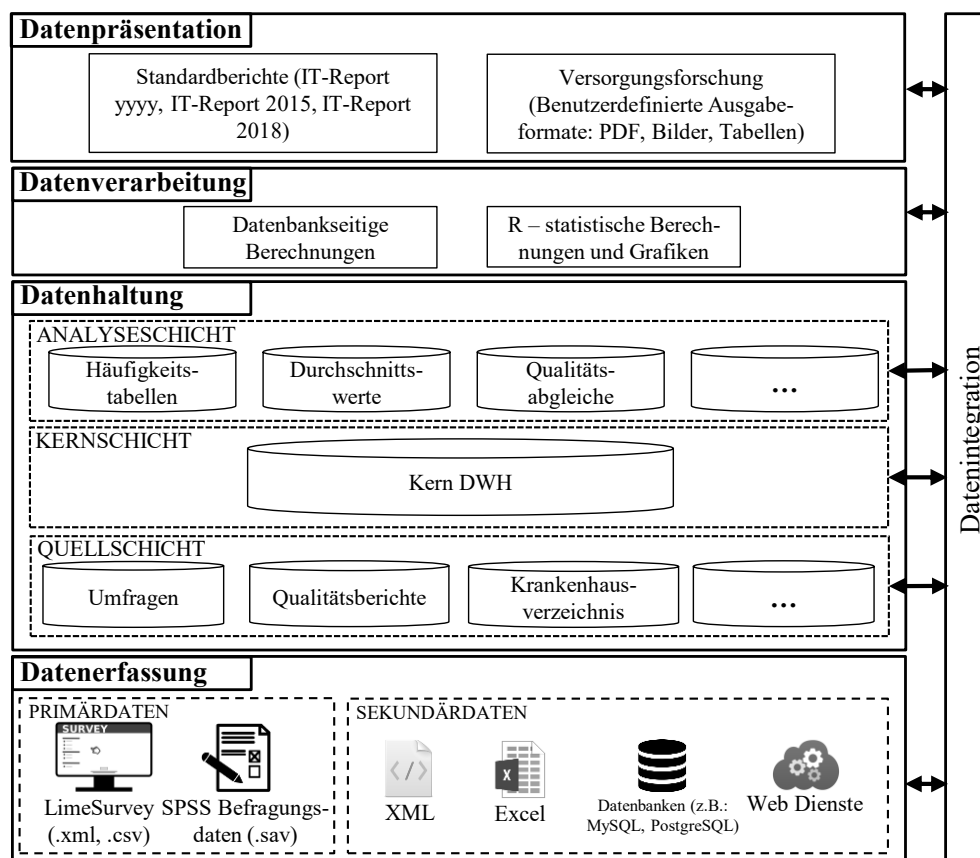 Datenpräsentation
Standardberichte (IT-Report
yyyy, IT-Report 2015, IT-Report
2018)
Versorgungsforschung
(Benutzerdefinierte Ausgabe-
formate: PDF, Bilder, Tabellen)
Datenverarbeitung
Datenbankseitige
Berechnungen
R – statistische Berech-
nungen und Grafiken
Datenhaltung
ANALYSESCHICHT
Häufigkeits-
tabellen
Durchschnitts-
werte
Qualitäts-
abgleiche
...
KERNSCHICHT
Kern DWH
QUELLSCHICHT
Umfragen
Qualitätsberichte
Krankenhaus-
verzeichnis
...
Datenerfassung
PRIMÄRDATEN
SURVEY
LimeSurvey
(.xml, .csv)
SPSS Befragungs-
daten (.sav)
SEKUNDÄRDATEN
</>
XML
X
Excel
Datenbanken (z.B.:
MySQL, PostgreSQL)
Web Dienste
Datenintegration